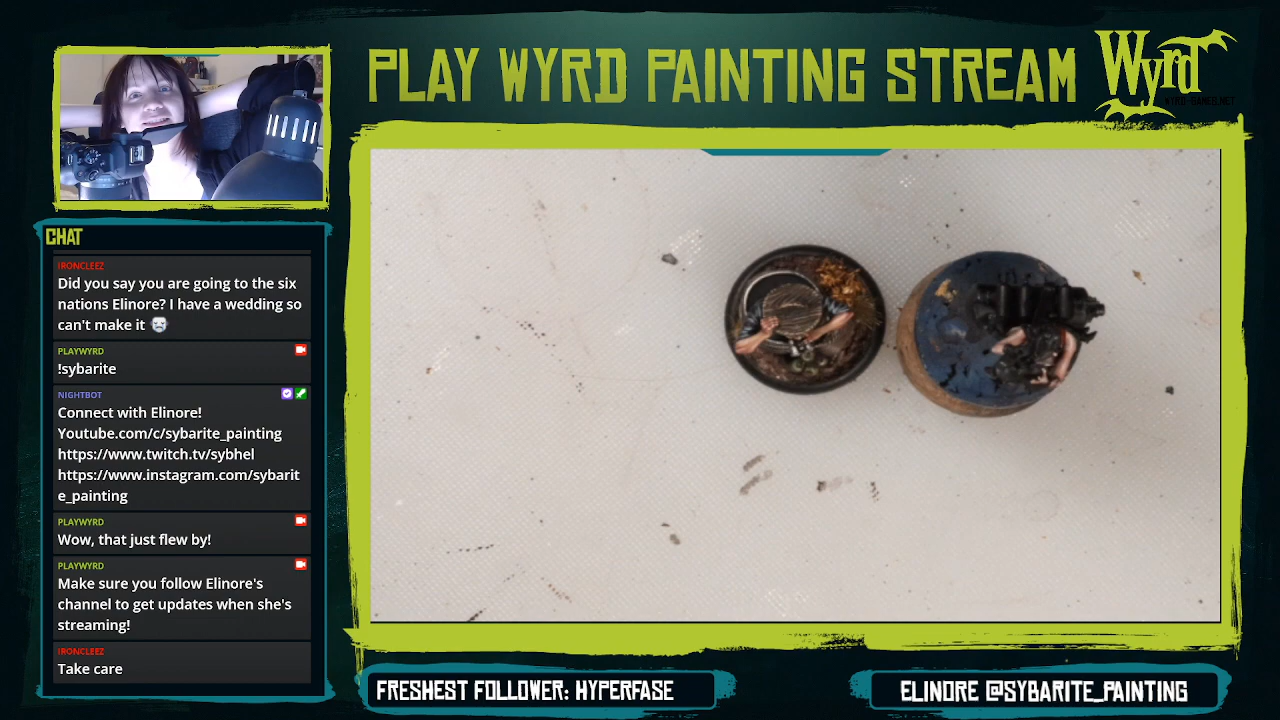 PLAY WYRD PAINTING STREAM
Wyrd
WYRD-GAMES.NET
CHAT
IRONCLEEZ
Did you say you are going to the six
nations Elinore? I have a wedding so
can't make it
PLAYWYRD
!sybarite
NIGHTBOT
Connect with Elinore!
Youtube.com/c/sybarite_painting
https://www.twitch.tv/sybhel
https://www.instagram.com/sybarit
e_painting
PLAYWYRD
Wow, that just flew by!
PLAYWYRD
Make sure you follow Elinore's
channel to get updates when she's
streaming!
IRONCLEEZ
Take care
FRESHEST FOLLOWER: HYPERFASE
ELINORE @SYBARITE_PAINTING